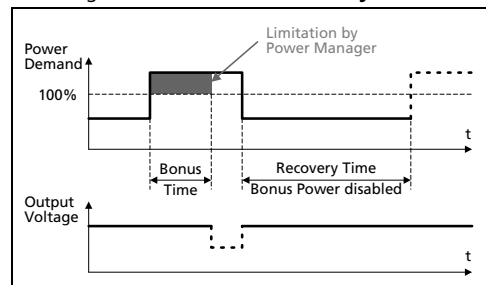 Limitation by
Power Manager
Power
Demand
100%
t
Bonus
Time
Recovery Time
Bonus Power disabled
Output
Voltage
t